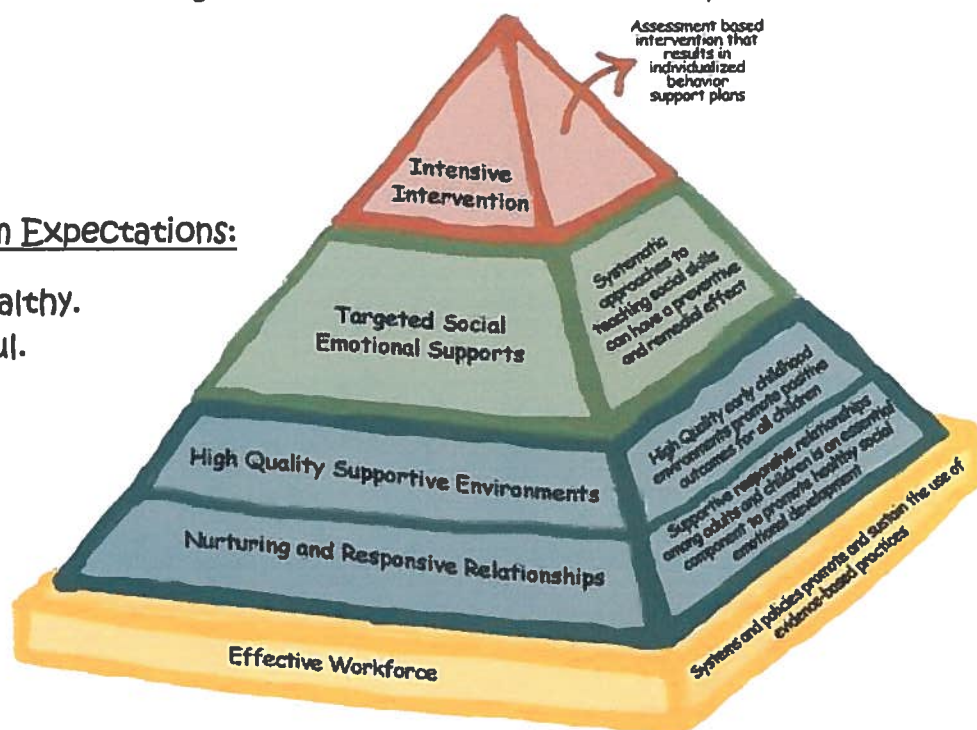 Assessment based
intervention that
results in
individualized
behavior
support plans
Intensive
Intervention
Expectations:
Systematic
approaches to
teaching social skills
can have a preventive
and remedial effect
Targeted Social
Emotional Supports
High Quality early childhood
environments promote positive
outcomes for all children
High Quality Supportive Environments
Supportive responsive relationships
among adults and children is an essential
component to promote healthy social
emotional development
Nurturing and Responsive Relationships
Systems and policies promote and sustain the use of
evidence-based practices
Effective Workforce